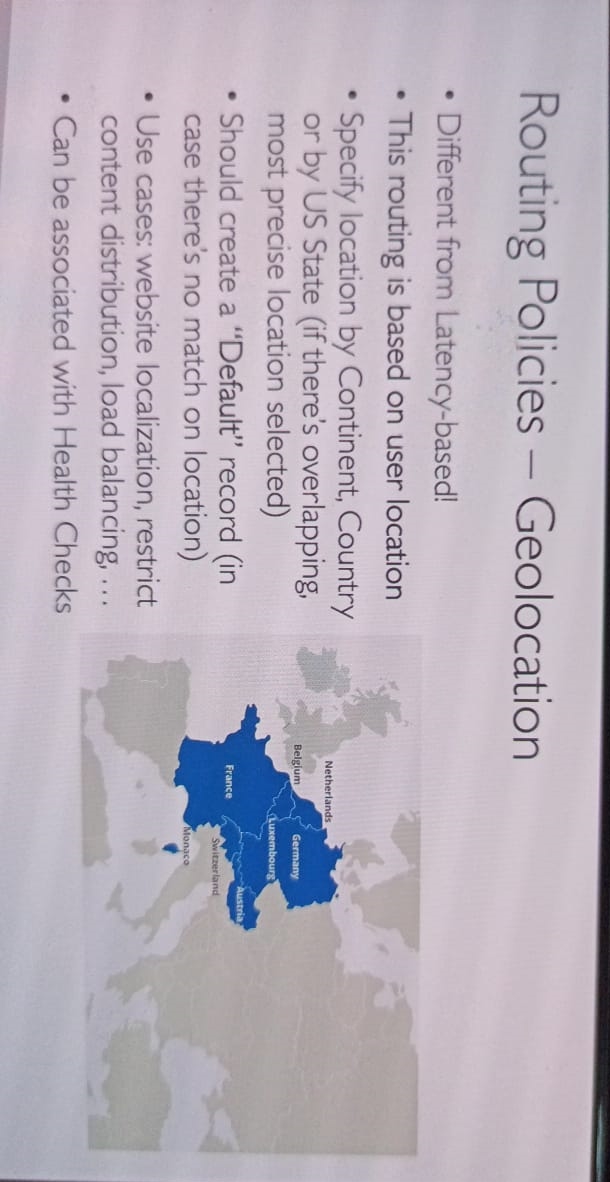 Routing Policies – Geolocation
• Different from Latency-based!
• This routing is based on user location
• Specify location by Continent, Country
or by US State (if there's overlapping,
most precise location selected)
• Should create a “Default” record (in
case there's no match on location)
• Use cases: website localization, restrict
content distribution, load balancing, …
• Can be associated with Health Checks
Netherlands
Belgium
Germany
Luxembourg
Austria
France
Switzerland
Monaco